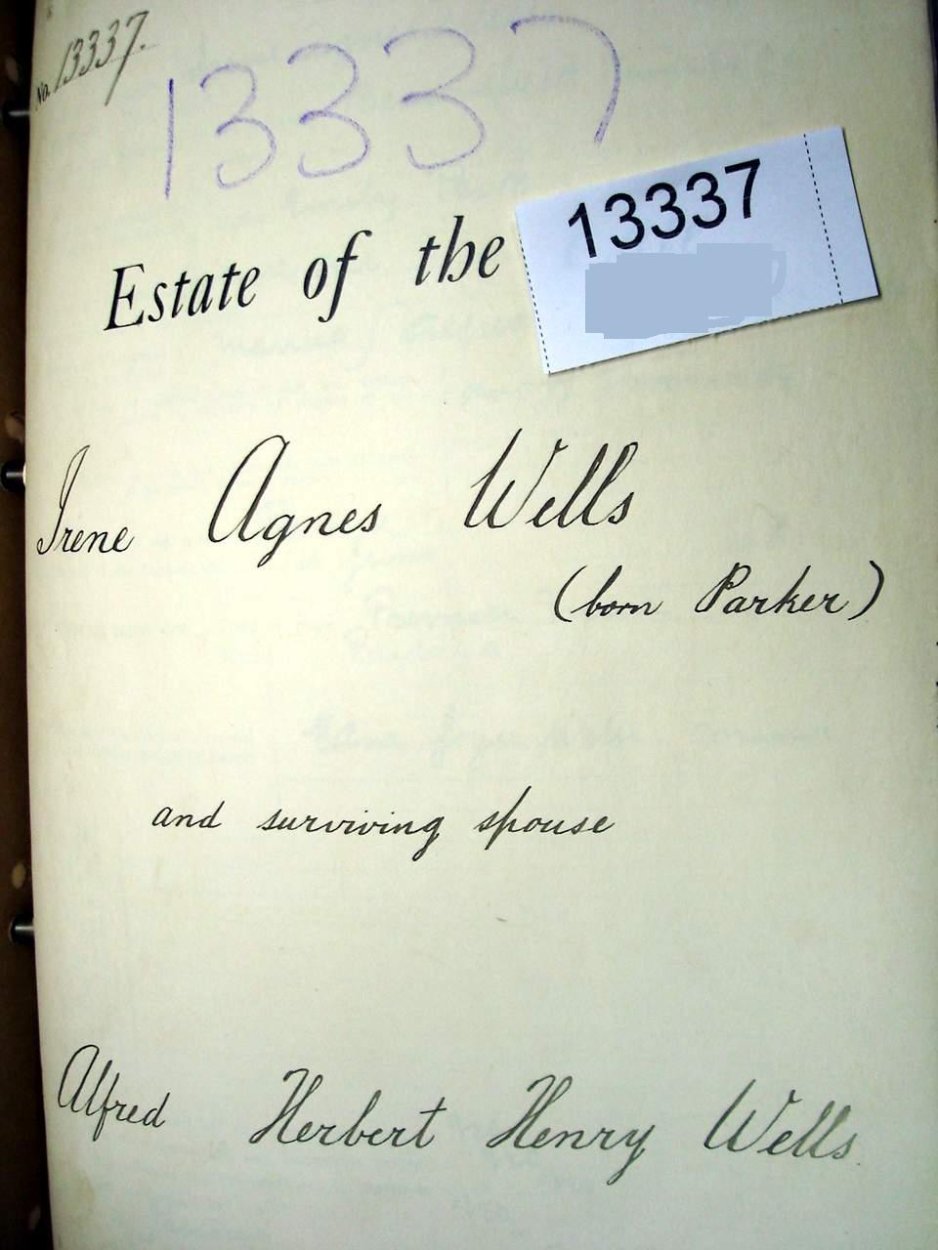 No. 13337.
13337
13337
Estate of the
Irene Agnes Wells
(born Parker)
and surviving spouse
Alfred Herbert Henry Wells